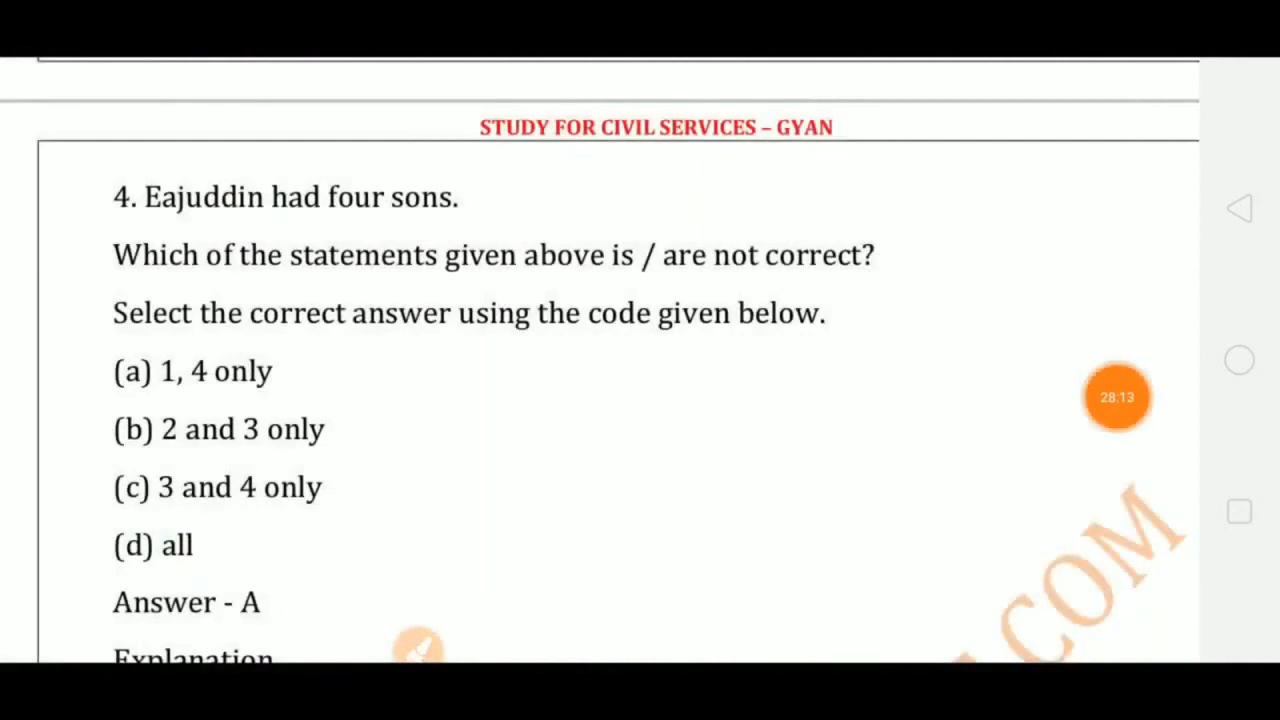 STUDY FOR CIVIL SERVICES – GYAN
4. Eajuddin had four sons.
Which of the statements given above is / are not correct?
Select the correct answer using the code given below.
(a) 1, 4 only
(b) 2 and 3 only
(c) 3 and 4 only
(d) all
28:13
Answer - A
Explanation
.COM